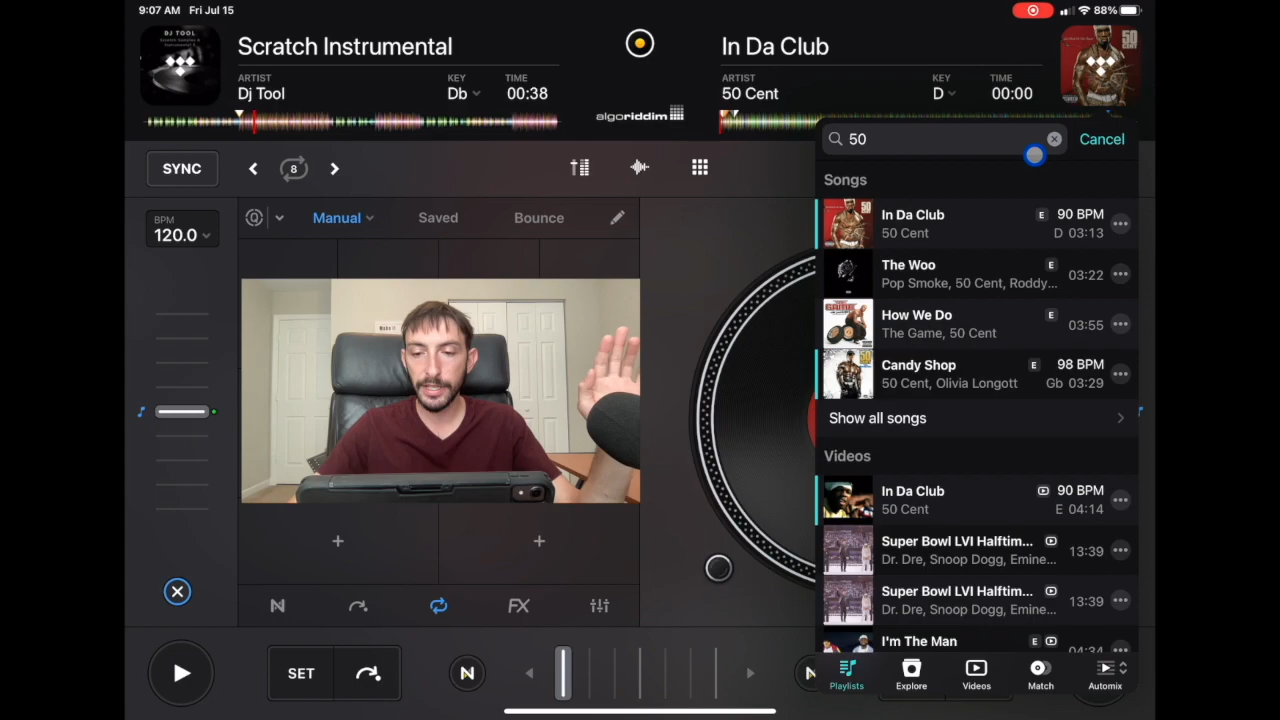 9:07 AM Fri Jul 15
88%
DJ TOOL
Scratch Instrumental
ARTIST
Dj Tool
KEY
Db
TIME
00:38
algoriddim
In Da Club
ARTIST
50 Cent
KEY
D
TIME
00:00
50
CENT
50
Cancel
SYNC
8
BPM
120.0
Manual
Saved
Bounce
Songs
In Da Club E 90 BPM
50 Cent D 03:13
The Woo E
Pop Smoke, 50 Cent, Roddy... 03:22
How We Do E
The Game, 50 Cent 03:55
Candy Shop E 98 BPM
50 Cent, Olivia Longott Gb 03:29
Show all songs
Videos
In Da Club 90 BPM
50 Cent E 04:14
Super Bowl LVI Halftim...
Dr. Dre, Snoop Dogg, Emine... 13:39
Super Bowl LVI Halftim...
Dr. Dre, Snoop Dogg, Emine... 13:39
I'm The Man E
04:34
FX
SET
N
Playlists
Explore
Videos
Match
Automix